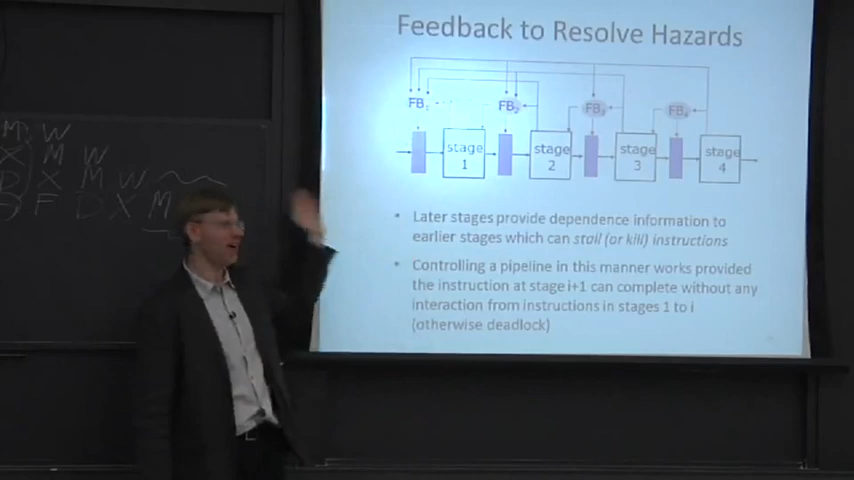 Feedback to Resolve Hazards
FB1 FB2 FB3 FB4
stage 1 stage 2 stage 3 stage 4
• Later stages provide dependence information to
earlier stages which can stall (or kill) instructions
• Controlling a pipeline in this manner works provided
the instruction at stage i+1 can complete without any
interaction from instructions in stages 1 to i
(otherwise deadlock)
M W
X M W
D X M W
F D X M